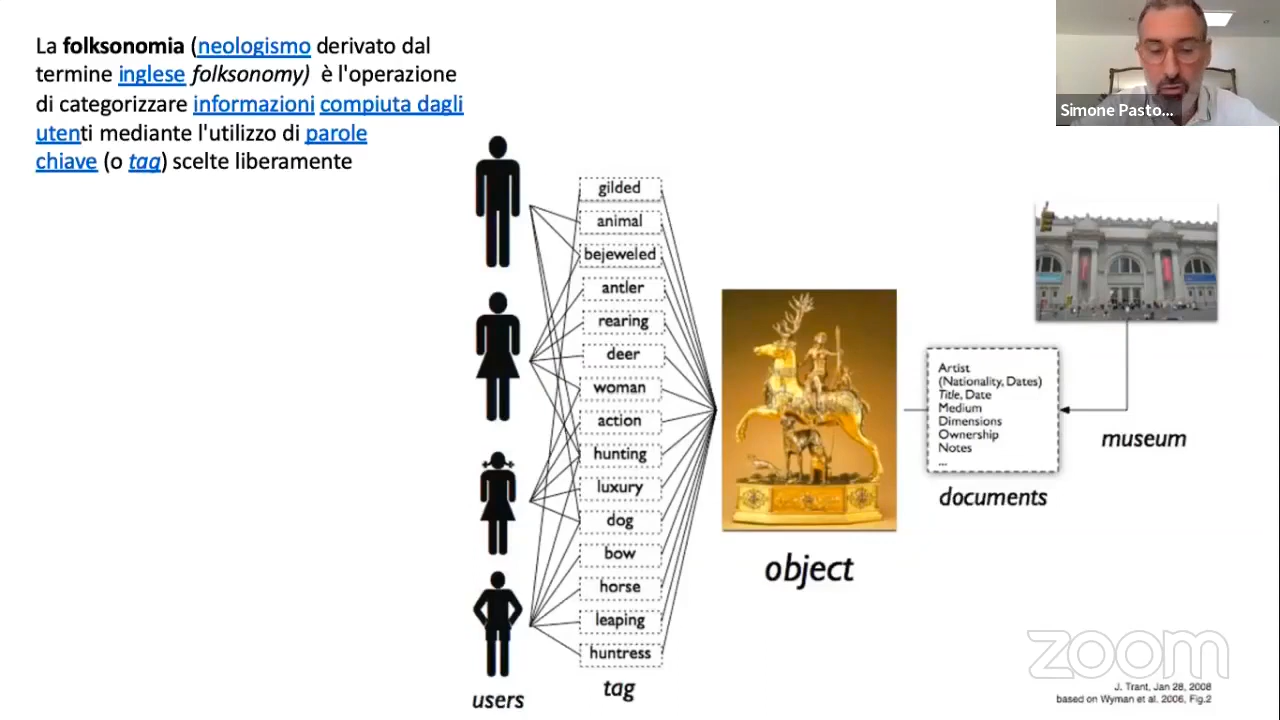 La folksonomia (neologismo derivato dal
termine inglese folksonomy)  è l'operazione
di categorizzare informazioni compiuta dagli
utenti mediante l'utilizzo di parole
chiave (o tag) scelte liberamente
Simone Pasto...
gilded
animal
bejeweled
antler
rearing
deer
woman
action
hunting
luxury
dog
bow
horse
leaping
huntress
users
tag
object
Artist
(Nationality, Dates)
Title, Date
Medium
Dimensions
Ownership
Notes
...
documents
museum
zoom
J. Trant, Jan 28, 2008
based on Wyman et al. 2006, Fig.2